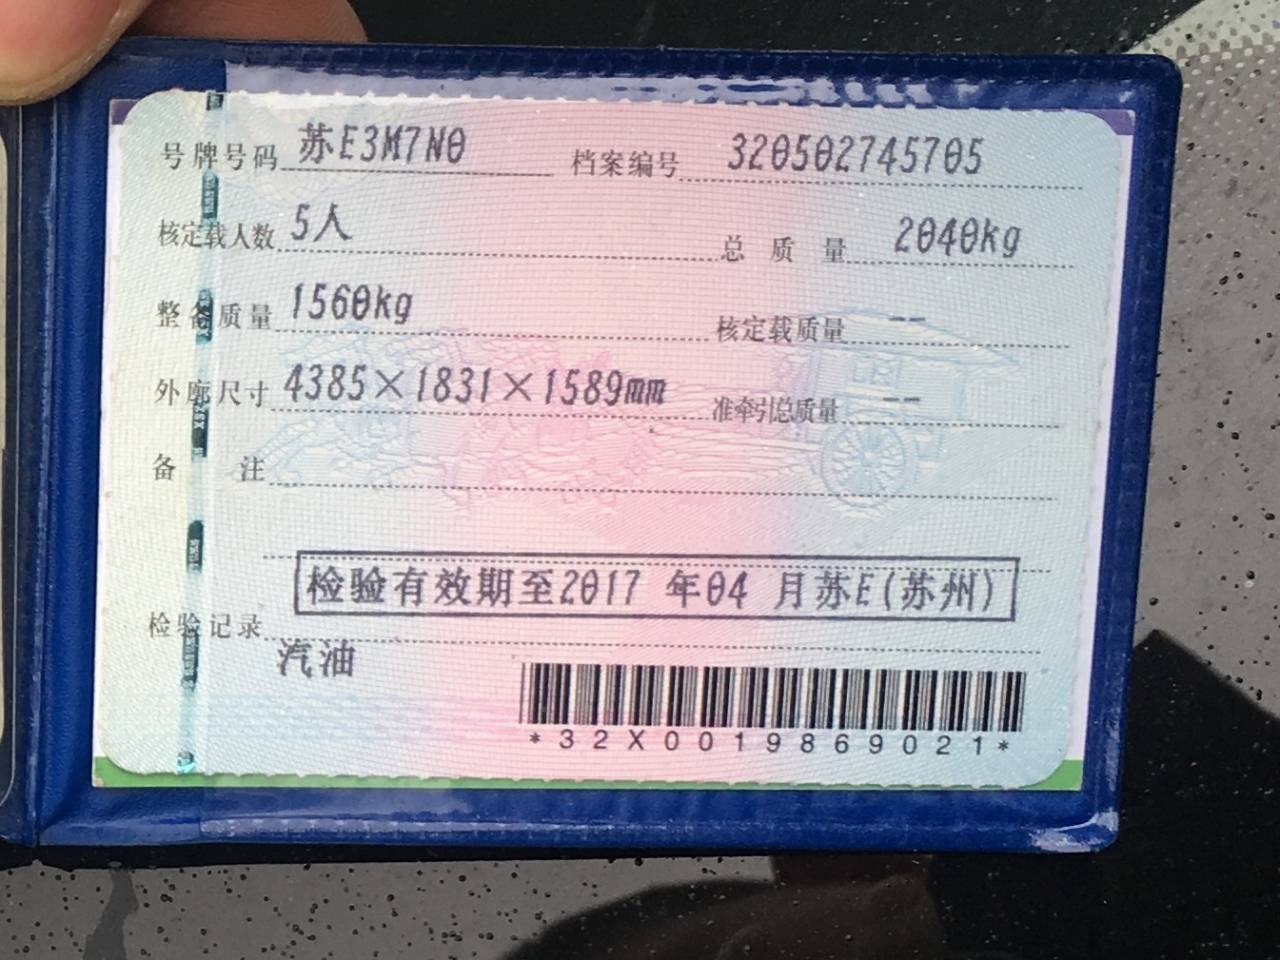 号牌号码 苏E3M7N0 档案编号 320502745705
核定载人数 5人 总质量 2040kg
整备质量 1560kg 核定载质量 --
外廓尺寸 4385×1831×1589mm 准牵引总质量 --
备注
检验有效期至2017 年04 月苏E(苏州)
检验记录
汽油
*32X0019869021*